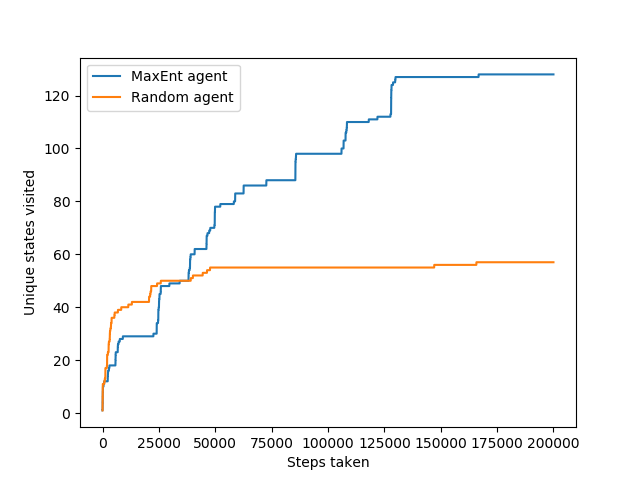 MaxEnt agent
Random agent
120
100
80
60
40
20
0
Unique states visited
0 25000 50000 75000 100000 125000 150000 175000 200000
Steps taken